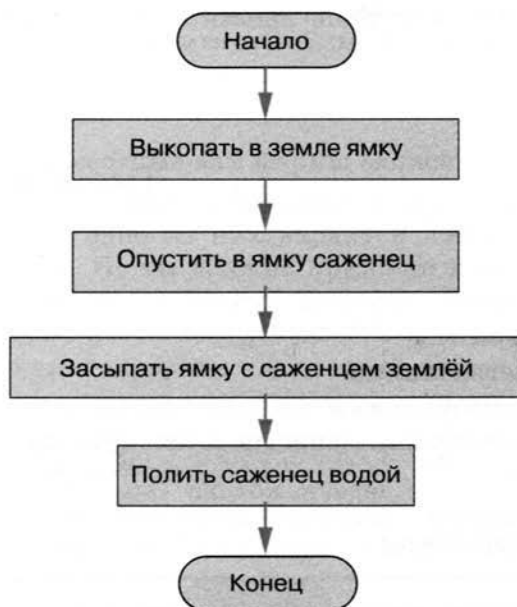 Начало
Выкопать в земле ямку
Опустить в ямку саженец
Засыпать ямку с саженцем землёй
Полить саженец водой
Конец